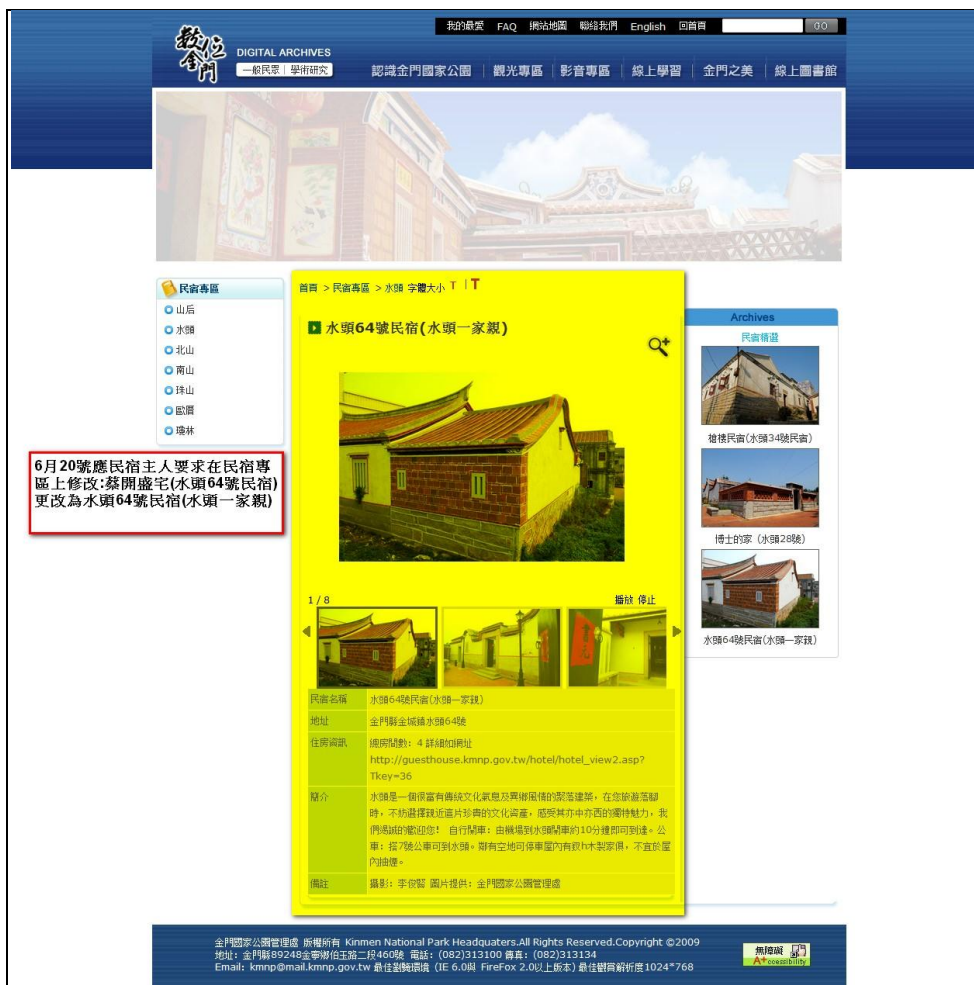 我的最愛 FAQ 網站地圖 聯絡我們 English 回首頁 GO
數位金門
DIGITAL ARCHIVES
一般民眾 | 學術研究
認識金門國家公園 | 觀光專區 | 影音專區 | 線上學習 | 金門之美 | 線上圖書館
民宿專區
山后
水頭
北山
南山
珠山
歐厝
瓊林
6月20號應民宿主人要求在民宿專
區上修改:蔡開盛宅(水頭64號民宿)
更改為水頭64號民宿(水頭一家親)
首頁 > 民宿專區 > 水頭 字體大小 T | T
水頭64號民宿(水頭一家親)
1 / 8
播放 停止
民宿名稱 水頭64號民宿(水頭一家親)
地址 金門縣金城鎮水頭64號
住房資訊 總房間數: 4 詳細如網址
http://guesthouse.kmnp.gov.tw/hotel/hotel_view2.asp?
Tkey=36
簡介 水頭是一個很富有傳統文化氣息及異鄉風情的聚落建築,在您旅遊落腳
時,不妨選擇親近這片珍貴的文化資產,感受其亦中亦西的獨特魅力,我
們竭誠的歡迎您! 自行開車: 由機場到水頭開車約10分鐘即可到達。公
車: 搭7號公車可到水頭。鄰有空地可停車屋內有h木製家俱,不宜於屋
內抽煙。
備註 攝影: 李俊賢 圖片提供: 金門國家公園管理處
Archives
民宿精選
槍樓民宿(水頭34號民宿)
博士的家 (水頭28號)
水頭64號民宿(水頭一家親)
金門國家公園管理處 版權所有 Kinmen National Park Headquaters.All Rights Reserved.Copyright ©2009
地址: 金門縣89248金寧鄉伯玉路二段460號 電話: (082)313100 傳真: (082)313134
Email: kmnp@mail.kmnp.gov.tw 最佳瀏覽環境 (IE 6.0與 FireFox 2.0以上版本) 最佳觀賞解析度1024*768
無障礙
A+ccessibility